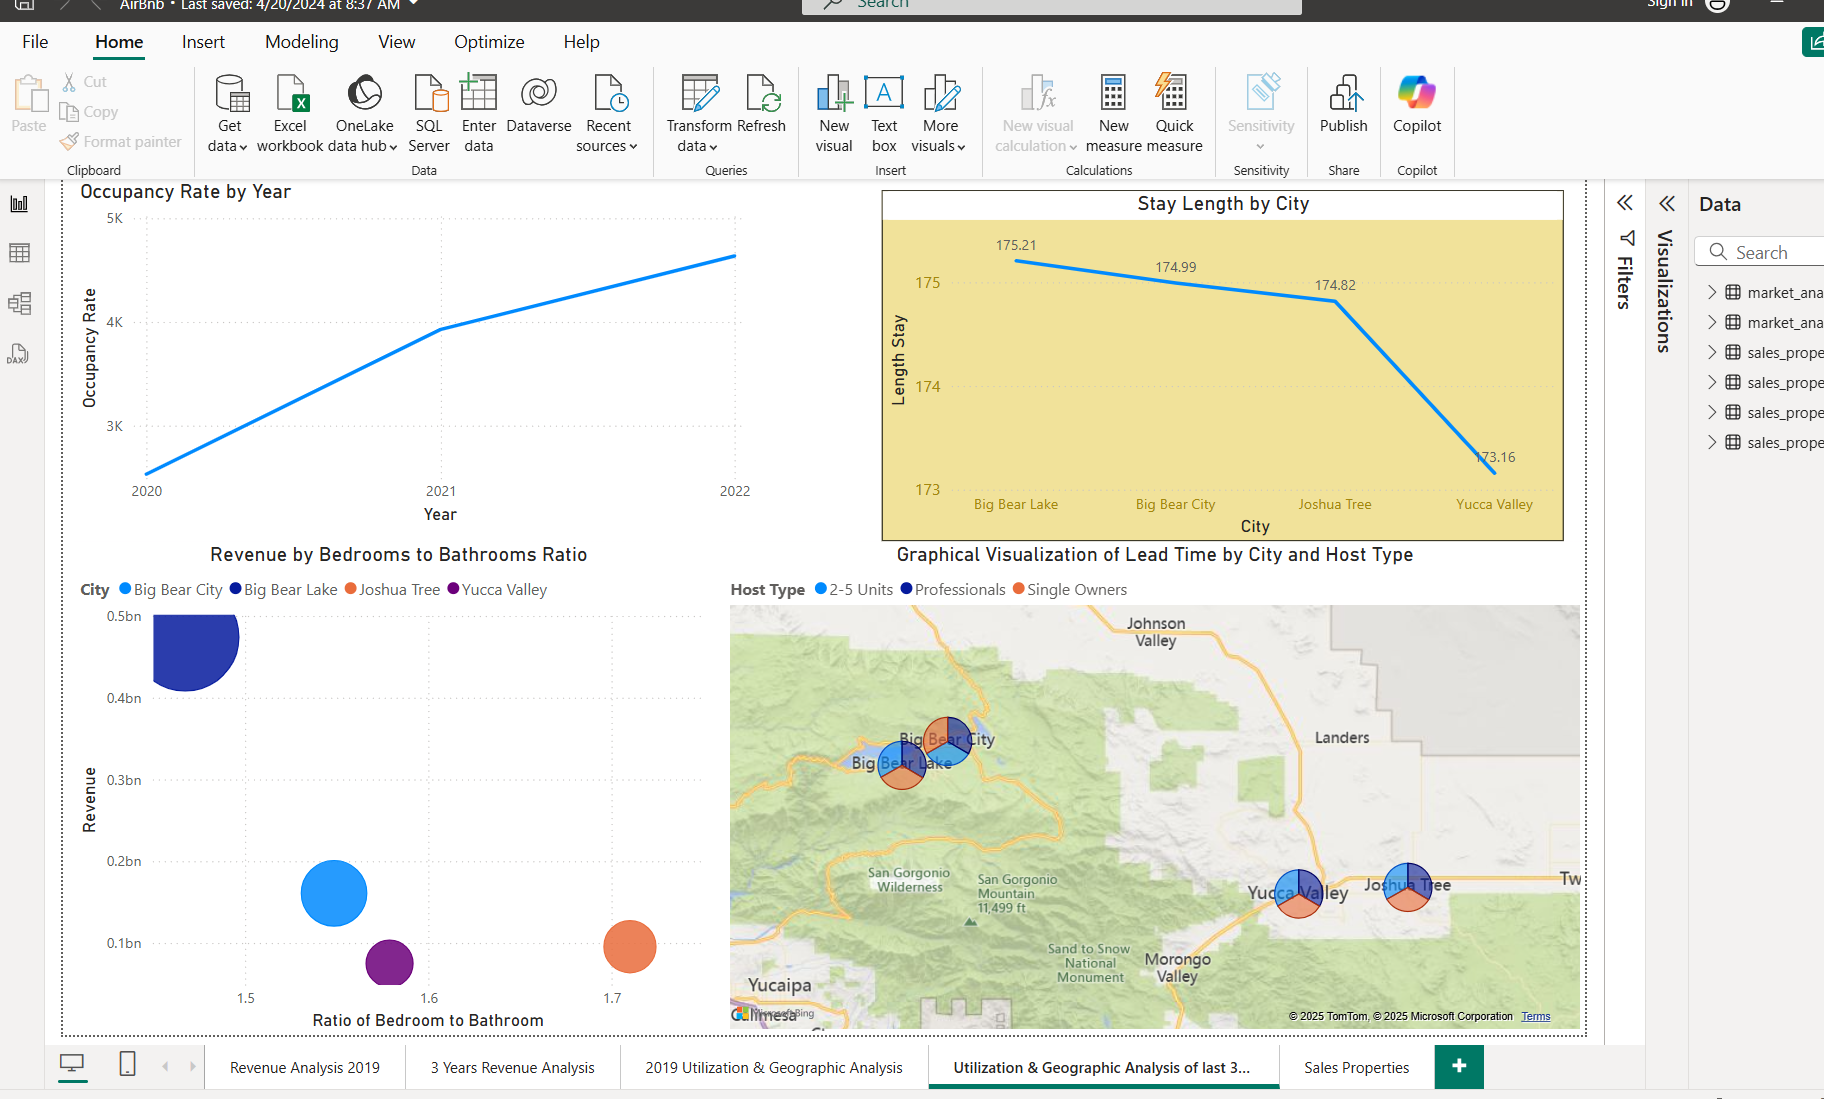 AirBnb • Last saved: 4/20/2024 at 8:37 AM
Search
Sign in
File Home Insert Modeling View Optimize Help
Paste
Cut
Copy
Format painter
Clipboard
Get data
Excel workbook
OneLake data hub
SQL Server
Enter data
Dataverse
Recent sources
Data
Transform data
Refresh
Queries
New visual
Text box
More visuals
Insert
New visual calculation
New measure
Quick measure
Calculations
Sensitivity
Sensitivity
Publish
Share
Copilot
Copilot
Occupancy Rate by Year
5K
4K
3K
Occupancy Rate
2020 2021 2022
Year
Stay Length by City
175.21
174.99
174.82
173.16
175
174
173
Length Stay
Big Bear Lake Big Bear City Joshua Tree Yucca Valley
City
Revenue by Bedrooms to Bathrooms Ratio
City Big Bear City Big Bear Lake Joshua Tree Yucca Valley
0.5bn
0.4bn
0.3bn
0.2bn
0.1bn
Revenue
1.5 1.6 1.7
Ratio of Bedroom to Bathroom
Graphical Visualization of Lead Time by City and Host Type
Host Type 2-5 Units Professionals Single Owners
Johnson Valley
Landers
Big Bear City
Big Bear Lake
San Gorgonio Wilderness
San Gorgonio Mountain
11,499 ft
Yucca Valley
Joshua Tree
Tw
Sand to Snow National Monument
Morongo Valley
Yucaipa
Calimesa
Microsoft Bing
© 2025 TomTom, © 2025 Microsoft Corporation Terms
Filters
Visualizations
Data
Search
market_ana
market_ana
sales_prope
sales_prope
sales_prope
sales_prope
DAX
Revenue Analysis 2019
3 Years Revenue Analysis
2019 Utilization & Geographic Analysis
Utilization & Geographic Analysis of last 3...
Sales Properties
+